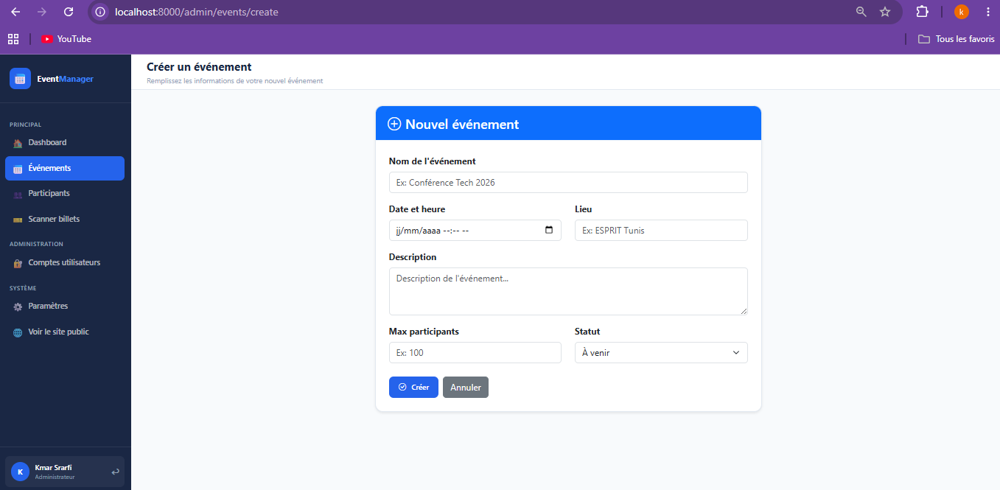 localhost:8000/admin/events/create
k
YouTube
Tous les favoris
EventManager
PRINCIPAL
Dashboard
Événements
Participants
Scanner billets
ADMINISTRATION
Comptes utilisateurs
SYSTÈME
Paramètres
Voir le site public
K
Kmar Srarfi
Administrateur
Créer un événement
Remplissez les informations de votre nouvel événement
Nouvel événement
Nom de l'événement
Ex: Conférence Tech 2026
Date et heure
Lieu
jj/mm/aaaa --:-- --
Ex: ESPRIT Tunis
Description
Description de l'événement...
Max participants
Statut
Ex: 100
À venir
Créer
Annuler